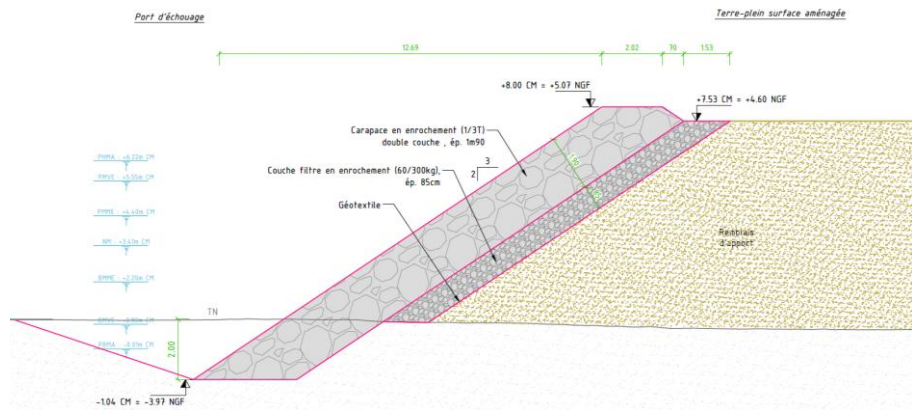 Port d'échouage
Terre-plein surface aménagée
12.69
2.02
70
1.53
+8.00 CM = +5.07 NGF
+7.53 CM = +4.60 NGF
Carapace en enrochement (1/3T)
double couche , ép. 1m90
3
2
1.90
Couche filtre en enrochement (60/300kg),
ép. 85cm
Géotextile
Remblais
d'apport
PHMA : +6.22m CM
PMVE : +5.55m CM
PMME : +4.40m CM
NM : +3.40m CM
BMME : +2.20m CM
TN
2.00
-1.04 CM = -3.97 NGF